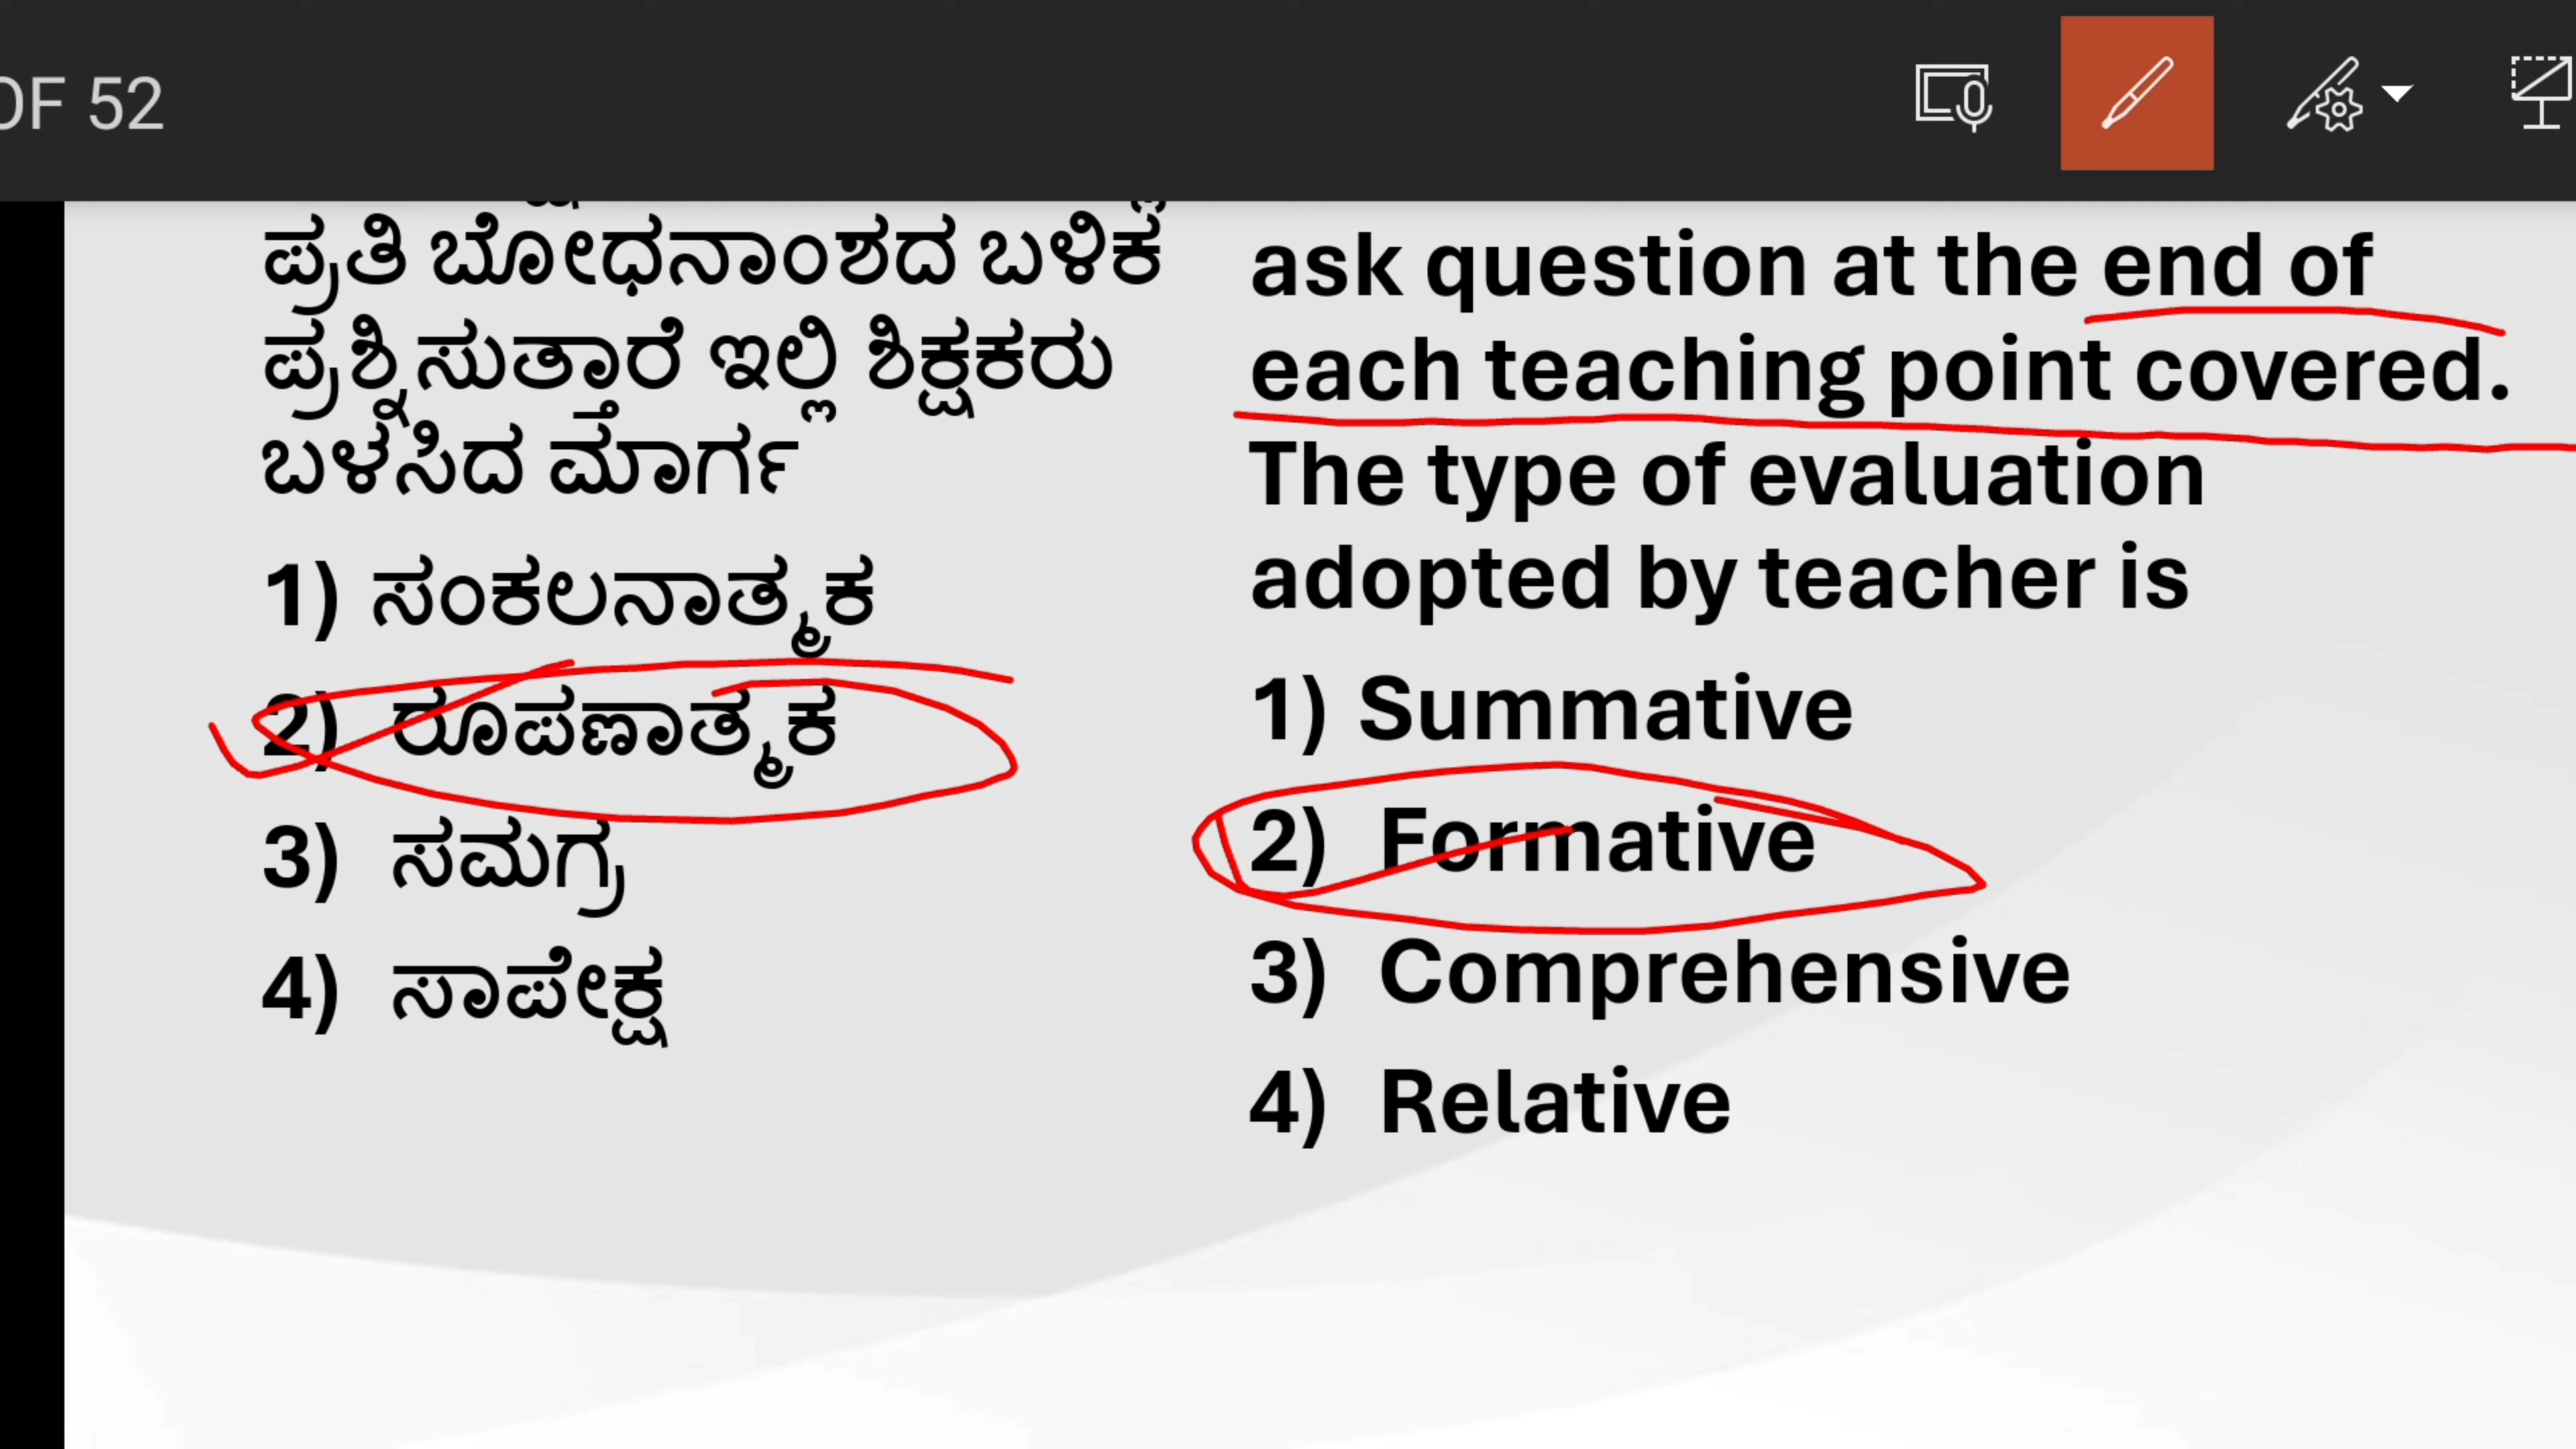 OF 52
ಪ್ರತಿ ಬೋಧನಾಂಶದ ಬಳಿಕ
ಪ್ರಶ್ನಿಸುತ್ತಾರೆ ಇಲ್ಲಿ ಶಿಕ್ಷಕರು
ಬಳಸಿದ ಮಾರ್ಗ
1) ಸಂಕಲನಾತ್ಮಕ
2) ರೂಪಣಾತ್ಮಕ
3) ಸಮಗ್ರ
4) ಸಾಪೇಕ್ಷ
ask question at the end of
each teaching point covered.
The type of evaluation
adopted by teacher is
1) Summative
2) Formative
3) Comprehensive
4) Relative